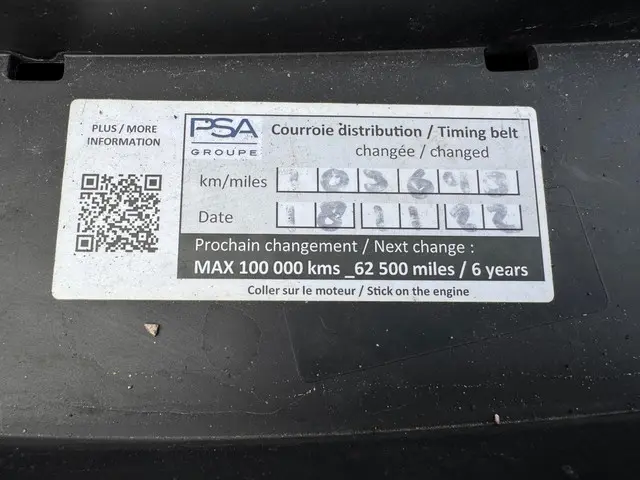 PLUS / MORE
INFORMATION
PSA
GROUPE
Courroie distribution / Timing belt
changée / changed
km/miles 103643
Date 181122
Prochain changement / Next change :
MAX 100 000 kms _62 500 miles / 6 years
Coller sur le moteur / Stick on the engine